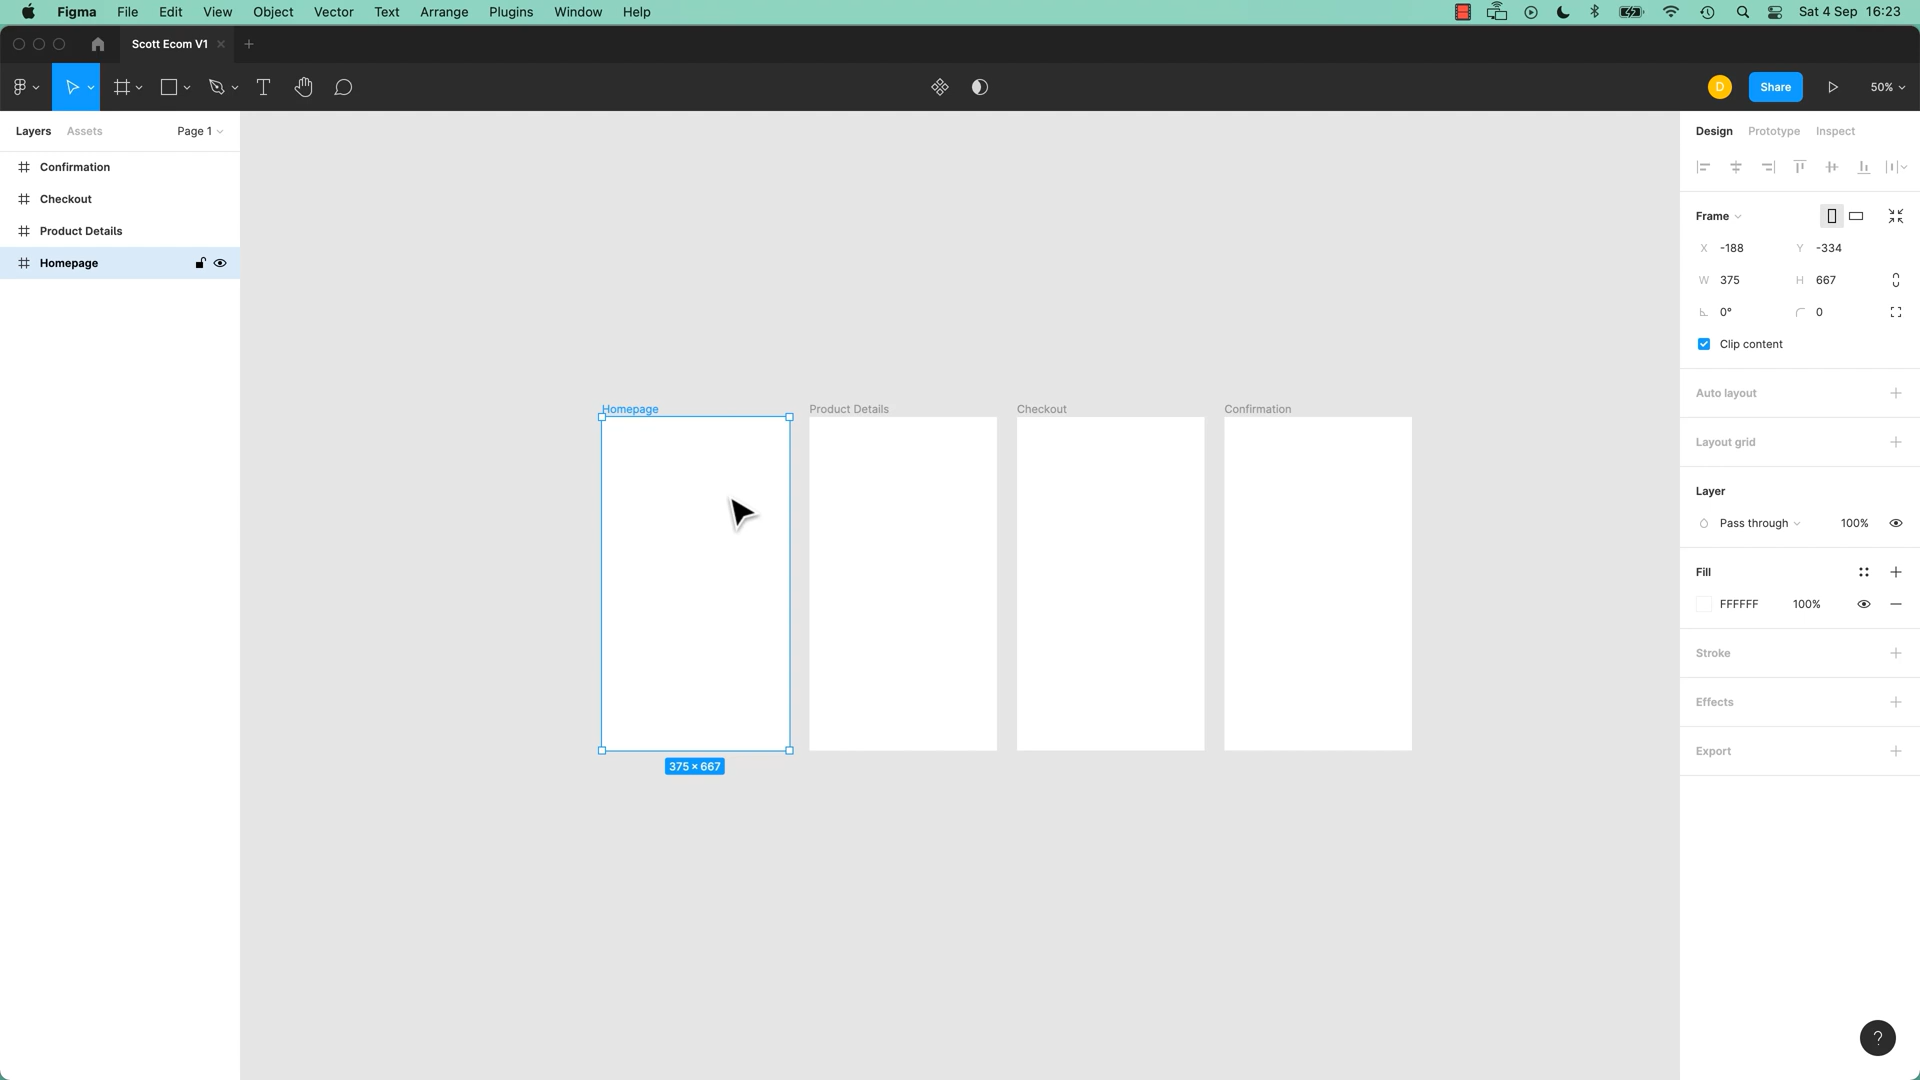 Figma File Edit View Object Vector Text Arrange Plugins Window Help Sat 4 Sep 16:23
Scott Ecom V1
D Share 50%
Layers Assets Page 1
Design Prototype Inspect
Confirmation
Checkout
Product Details
Homepage
Frame
X -188 Y -334
W 375 H 667
0° 0
Clip content
Auto layout
Layout grid
Layer
Pass through 100%
Fill
FFFFFF 100%
Stroke
Effects
Export
Homepage Product Details Checkout Confirmation
375 × 667
?